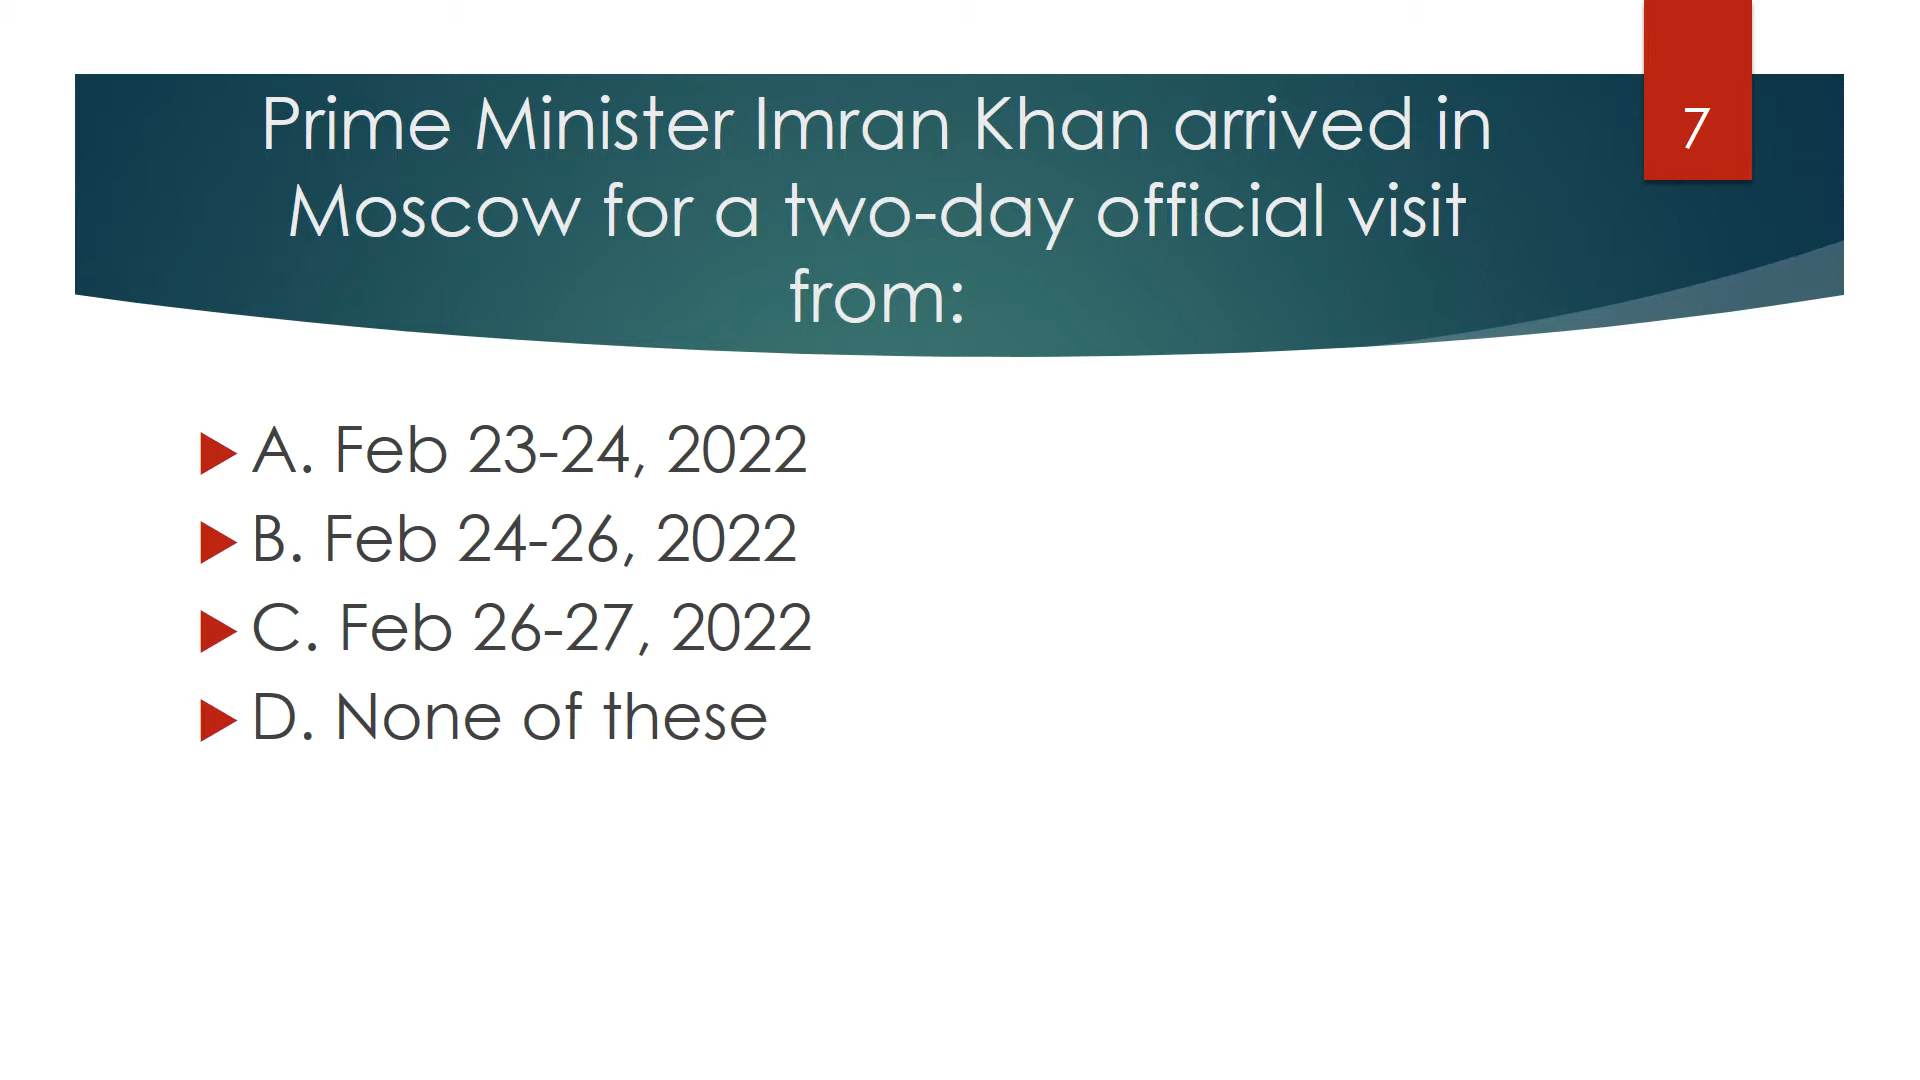 Prime Minister Imran Khan arrived in
Moscow for a two-day official visit
from:
7
A. Feb 23-24, 2022
B. Feb 24-26, 2022
C. Feb 26-27, 2022
D. None of these